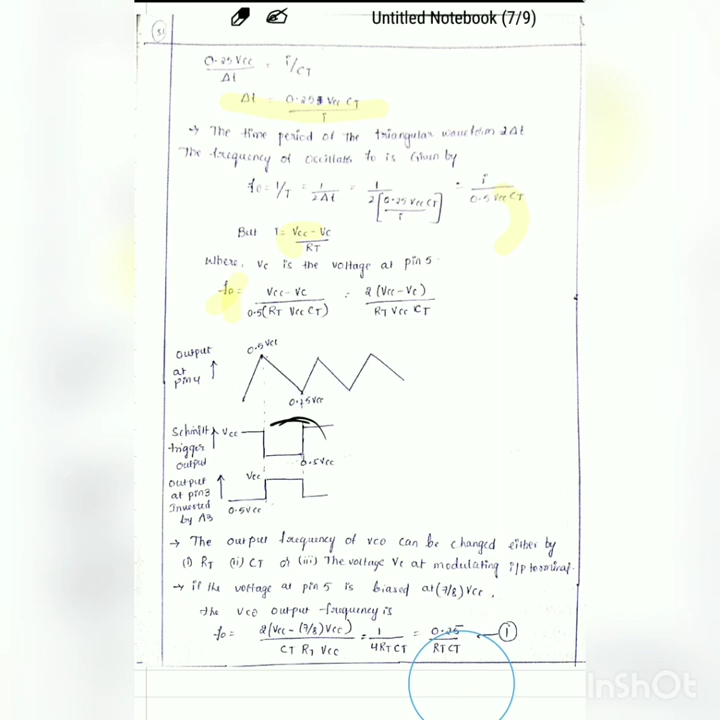 Untitled Notebook (7/9)
0.25 Vcc / Δt = i/CT
Δt = 0.25 Vcc CT / i
→ The time period of the triangular waveform 2Δt
The frequency of oscillator fo is Given by
fo = 1/T = 1/2Δt = 1/2[0.25 Vcc CT / i] = i / 0.5 Vcc CT
But I = Vcc - Vc / RT
Where, Vc is the voltage at pin 5.
fo = Vcc - Vc / 0.5(RT Vcc CT) = 2(Vcc - Vc) / RT Vcc CT
output at pin 4 ↑
0.5 Vcc
0.25 Vcc
Schmitt trigger output ↑ Vcc
0.5 Vcc
output at pin 3 Inverted by A3 ↑
Vcc
0.5 Vcc
→ The output frequency of VCO can be changed either by
(i) RT (ii) CT or (iii) The voltage Vc at modulating i/p terminal.
→ if the voltage at pin 5 is biased at (7/8) Vcc,
the VCO output frequency is
fo = 2(Vcc - (7/8) Vcc) / CT RT Vcc = 1 / 4RT CT = 0.25 / RT CT — (i)
InShOt